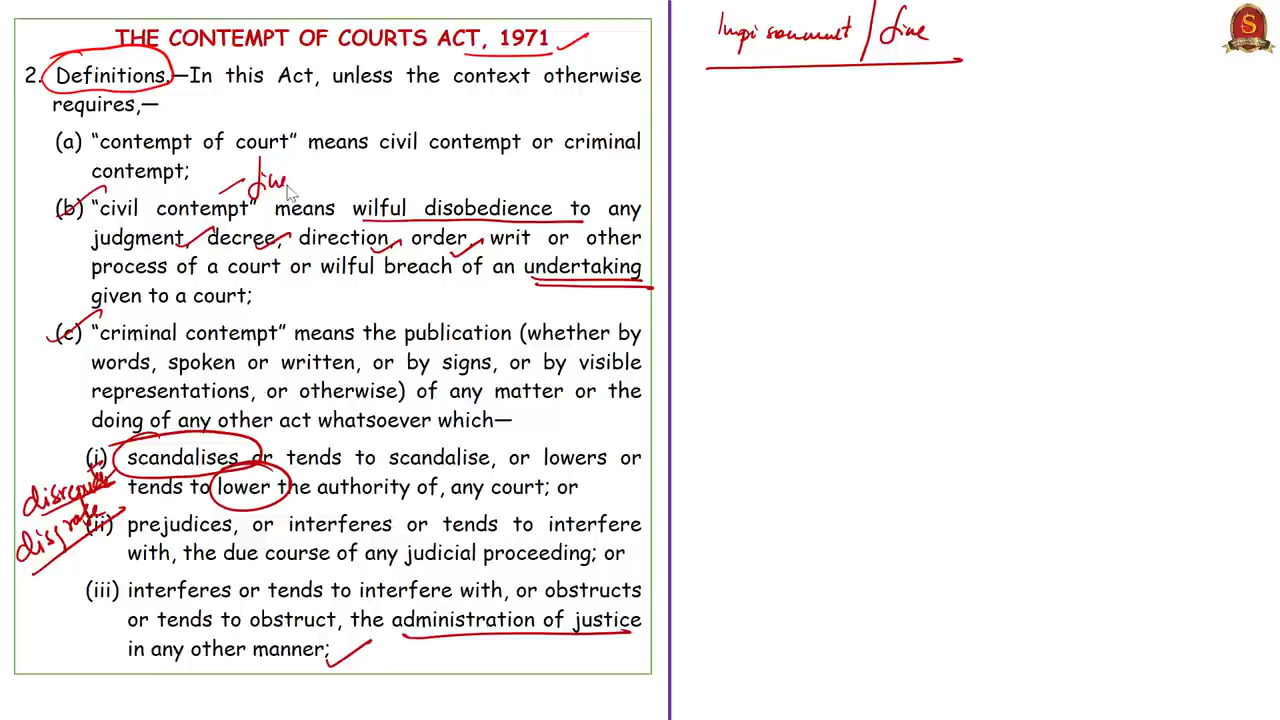 THE CONTEMPT OF COURTS ACT, 1971
2. Definitions.—In this Act, unless the context otherwise
requires,—
(a) “contempt of court” means civil contempt or criminal
contempt;
fine
(b) “civil contempt” means wilful disobedience to any
judgment, decree, direction, order, writ or other
process of a court or wilful breach of an undertaking
given to a court;
(c) “criminal contempt” means the publication (whether by
words, spoken or written, or by signs, or by visible
representations, or otherwise) of any matter or the
doing of any other act whatsoever which—
(i) scandalises or tends to scandalise, or lowers or
tends to lower the authority of, any court; or
(ii) prejudices, or interferes or tends to interfere
with, the due course of any judicial proceeding; or
(iii) interferes or tends to interfere with, or obstructs
or tends to obstruct, the administration of justice
in any other manner;
/ fine
S